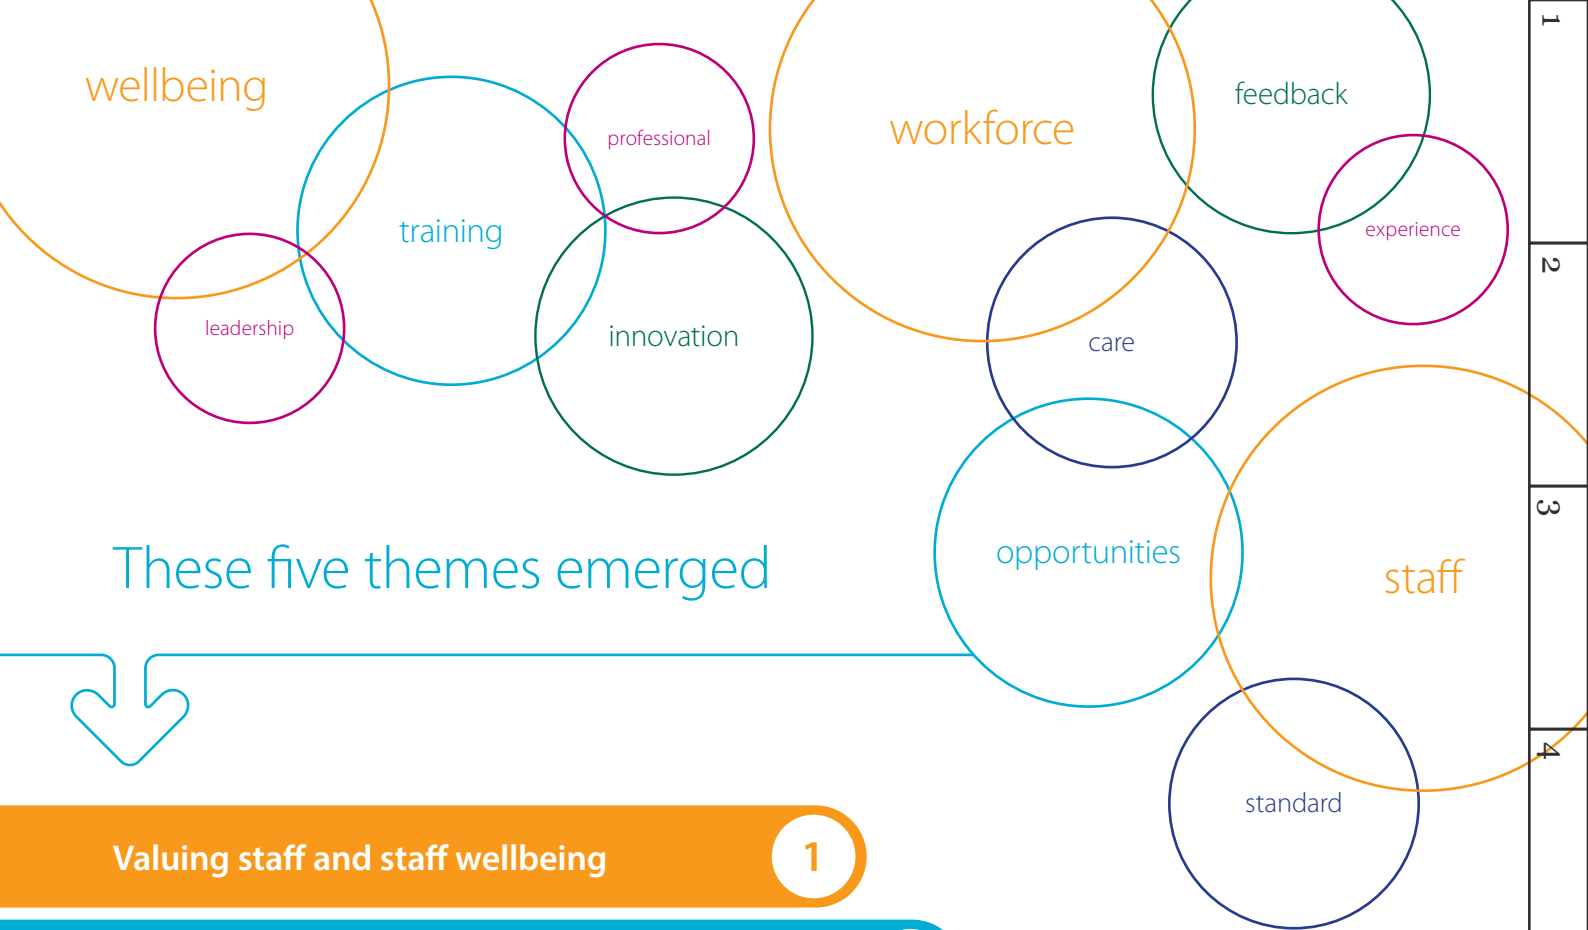 wellbeing
professional
workforce
feedback
training
experience
leadership
innovation
care
These five themes emerged
opportunities
staff
standard
Valuing staff and staff wellbeing
1
1
2
3
4